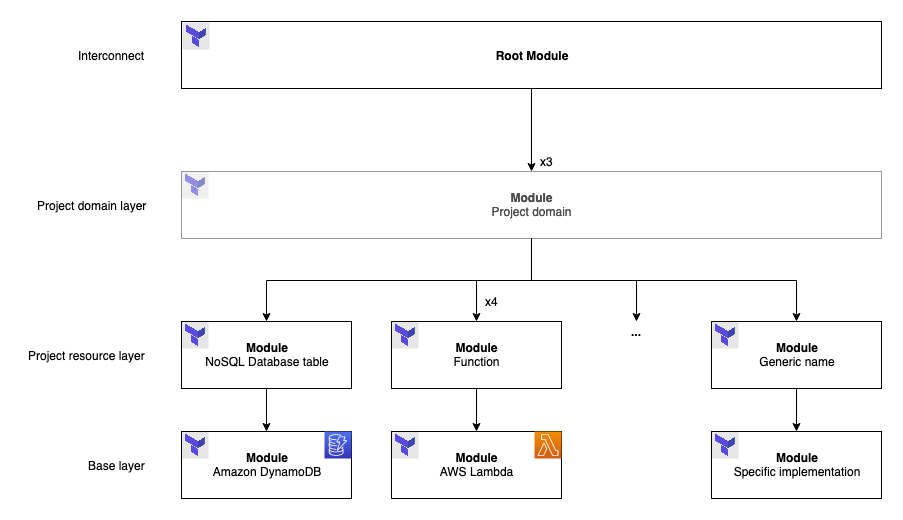 Interconnect
Root Module
x3
Project domain layer
Module
Project domain
x4
...
Project resource layer
Module
NoSQL Database table
Module
Function
Module
Generic name
Base layer
Module
Amazon DynamoDB
Module
AWS Lambda
Module
Specific implementation